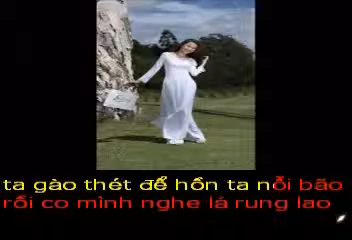 ta gào thét để hồn ta nỗi bão
rồi co mình nghe lá rung lao